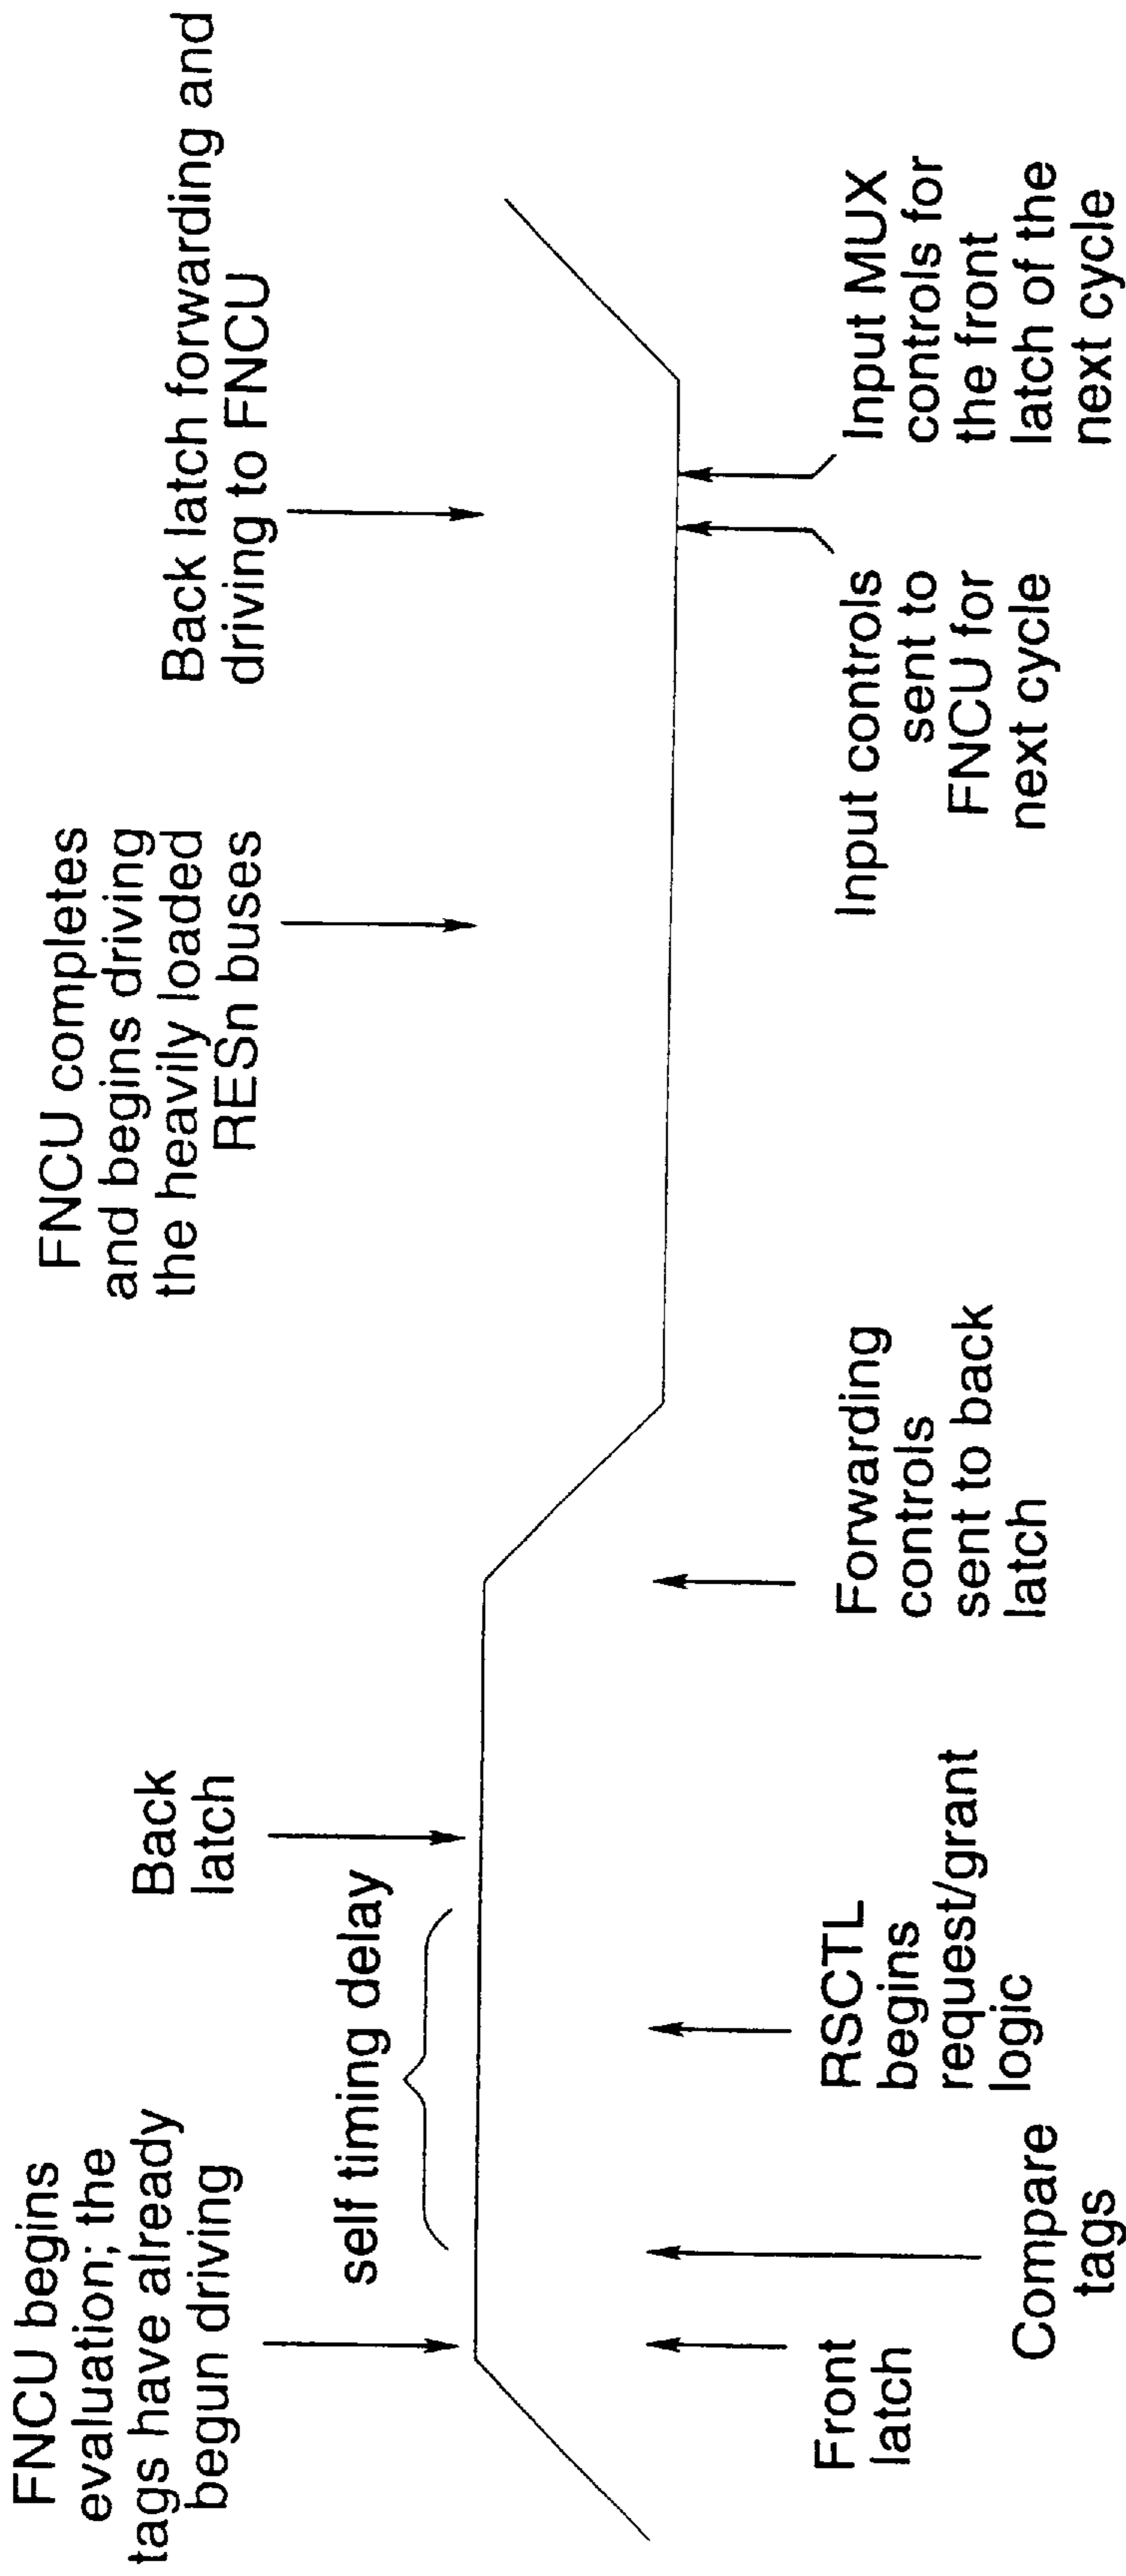 FNCU begins
evaluation; the
tags have already
begun driving
self timing delay
Back
latch
FNCU completes
and begins driving
the heavily loaded
RESn buses
Back latch forwarding and
driving to FNCU
Front
latch
Compare
tags
RSCTL
begins
request/grant
logic
Forwarding
controls
sent to back
latch
Input controls
sent to
FNCU for
next cycle
Input MUX
controls for
the front
latch of the
next cycle